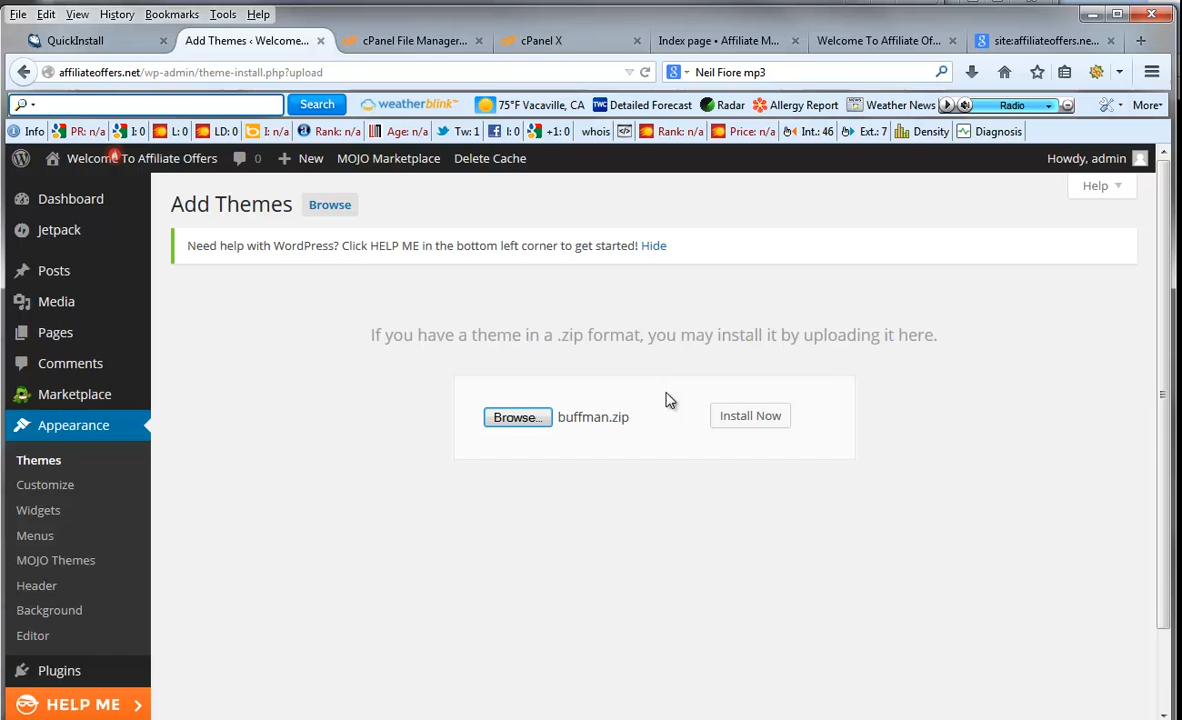 File Edit View History Bookmarks Tools Help
QuickInstall × Add Themes ‹ Welcome... × cPanel File Manager... × cPanel X × Index page • Affiliate M... × Welcome To Affiliate Of... × site:affiliateoffers.ne... × +
affiliateoffers.net/wp-admin/theme-install.php?upload Neil Fiore mp3
Search weatherblink™ 75°F Vacaville, CA TWC Detailed Forecast Radar Allergy Report Weather News Radio More
Info PR: n/a I: 0 L: 0 LD: 0 I: n/a Rank: n/a Age: n/a Tw: 1 I: 0 +1: 0 whois Rank: n/a Price: n/a Int.: 46 Ext.: 7 Density Diagnosis
Welcome To Affiliate Offers 0 New MOJO Marketplace Delete Cache Howdy, admin
Help
Add Themes Browse
Need help with WordPress? Click HELP ME in the bottom left corner to get started! Hide
If you have a theme in a .zip format, you may install it by uploading it here.
Browse... buffman.zip Install Now
Dashboard
Jetpack
Posts
Media
Pages
Comments
Marketplace
Appearance
Themes
Customize
Widgets
Menus
MOJO Themes
Header
Background
Editor
Plugins
HELP ME